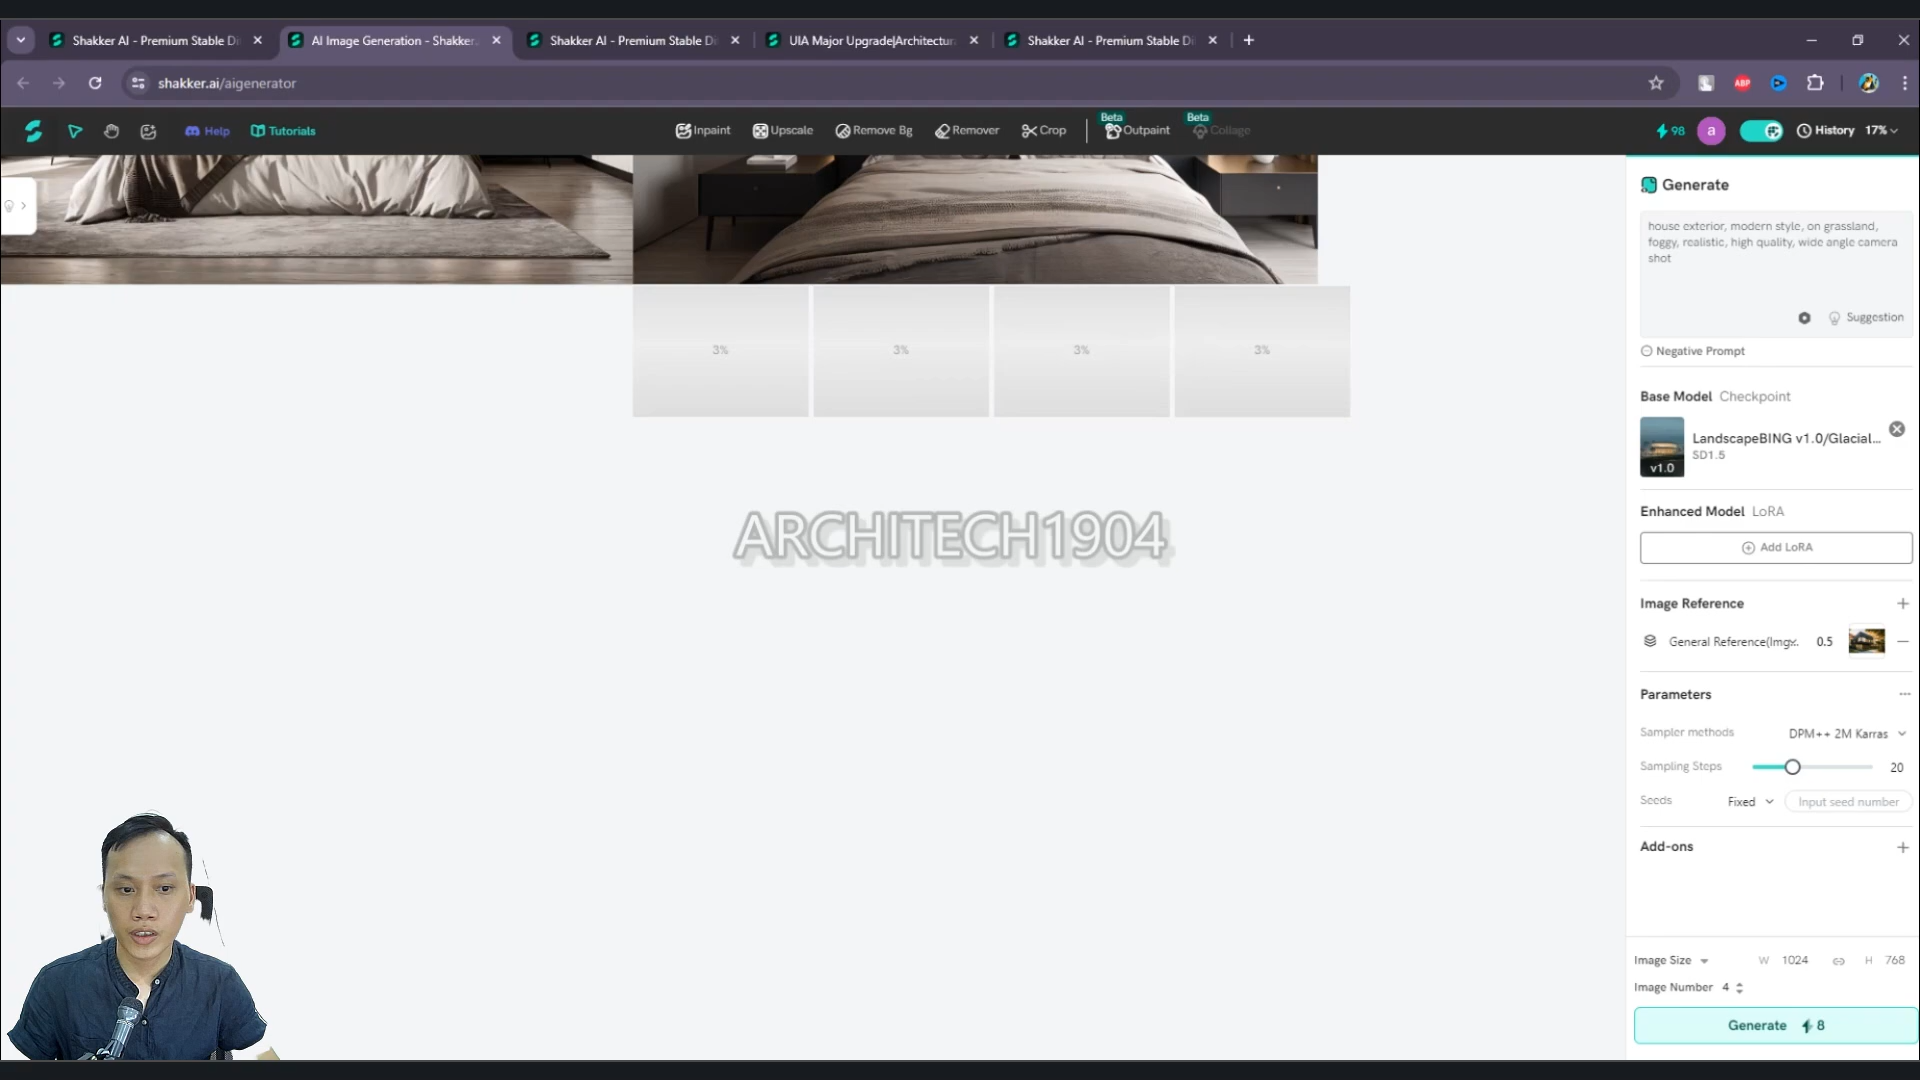 Shakker AI - Premium Stable Di
AI Image Generation - Shakker.
Shakker AI - Premium Stable Di
UIA Major Upgrade|Architectur
Shakker AI - Premium Stable Di
shakker.ai/aigenerator
ABP
Help
Tutorials
Inpaint
Upscale
Remove Bg
Remover
Crop
Beta
Outpaint
Beta
Collage
98
a
History
17%
Generate
house exterior, modern style, on grassland,
foggy, realistic, high quality, wide angle camera
shot
Suggestion
Negative Prompt
Base Model Checkpoint
LandscapeBING v1.0/Glacial...
SD1.5
v1.0
Enhanced Model LoRA
Add LoRA
Image Reference
General Reference(Img... 0.5
Parameters
Sampler methods DPM++ 2M Karras
Sampling Steps 20
Seeds Fixed Input seed number
Add-ons
Image Size W 1024 H 768
Image Number 4
Generate 8
3% 3% 3% 3%
ARCHITECH1904